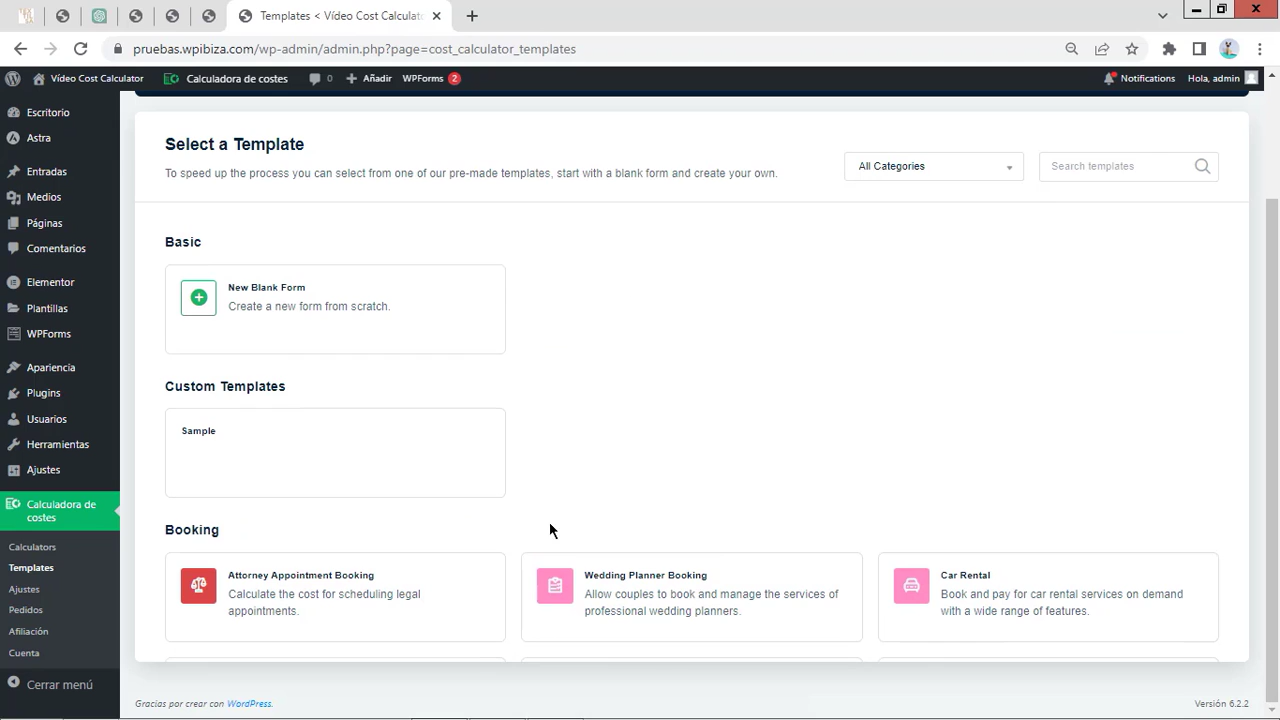 Templates < Vídeo Cost Calculat
pruebas.wpibiza.com/wp-admin/admin.php?page=cost_calculator_templates
Vídeo Cost Calculator
Calculadora de costes
0
Añadir
WPForms 2
Notifications
Hola, admin
Escritorio
Astra
Entradas
Medios
Páginas
Comentarios
Elementor
Plantillas
WPForms
Apariencia
Plugins
Usuarios
Herramientas
Ajustes
Calculadora de
costes
Calculators
Templates
Ajustes
Pedidos
Afiliación
Cuenta
Cerrar menú
Select a Template
To speed up the process you can select from one of our pre-made templates, start with a blank form and create your own.
All Categories
Search templates
Basic
New Blank Form
Create a new form from scratch.
Custom Templates
Sample
Booking
Attorney Appointment Booking
Calculate the cost for scheduling legal
appointments.
Wedding Planner Booking
Allow couples to book and manage the services of
professional wedding planners.
Car Rental
Book and pay for car rental services on demand
with a wide range of features.
Gracias por crear con WordPress.
Versión 6.2.2